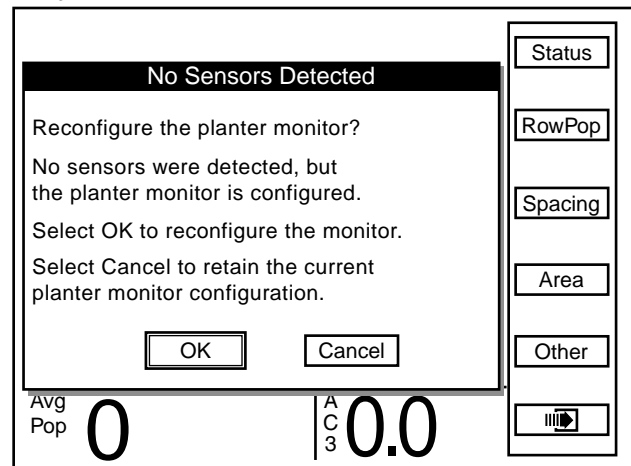 No Sensors Detected
Reconfigure the planter monitor?
No sensors were detected, but
the planter monitor is configured.
Select OK to reconfigure the monitor.
Select Cancel to retain the current
planter monitor configuration.
OK
Cancel
Avg
Pop
0
A
C
3
0.0
Status
RowPop
Spacing
Area
Other